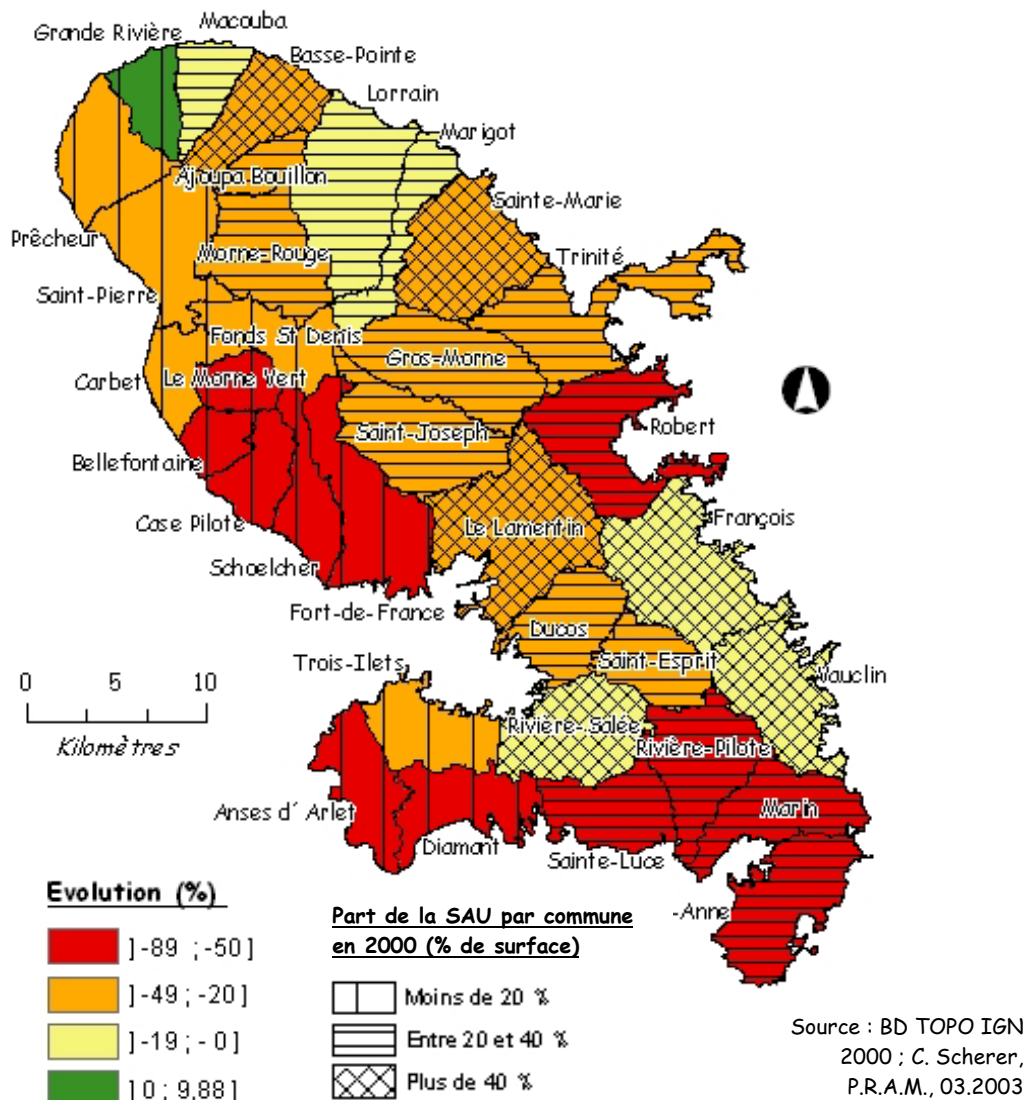 Macouba
Grande Rivière
Basse-Pointe
Lorrain
Marigot
Ajoupa Bouillon
Sainte-Marie
Prêcheur
Morne-Rouge
Trinité
Saint-Pierre
Fonds St Denis
Gros-Morne
Carbet
Le Morne Vert
Saint-Joseph
Robert
Bellefontaine
Case Pilote
Le Lamentin
François
Schoelcher
Fort-de-France
Ducos
Trois-Ilets
Saint-Esprit
Vauclin
0 5 10
Kilomètres
Rivière-Salée
Rivière-Pilote
Anses d' Arlet
Marin
Diamant
Sainte-Luce
-Anne
Evolution (%)
]-89 ; -50]
]-49 ; -20]
]-19 ; -0]
]0 ; 9,88]
Part de la SAU par commune
en 2000 (% de surface)
Moins de 20 %
Entre 20 et 40 %
Plus de 40 %
Source : BD TOPO IGN
2000 ; C. Scherer,
P.R.A.M., 03.2003